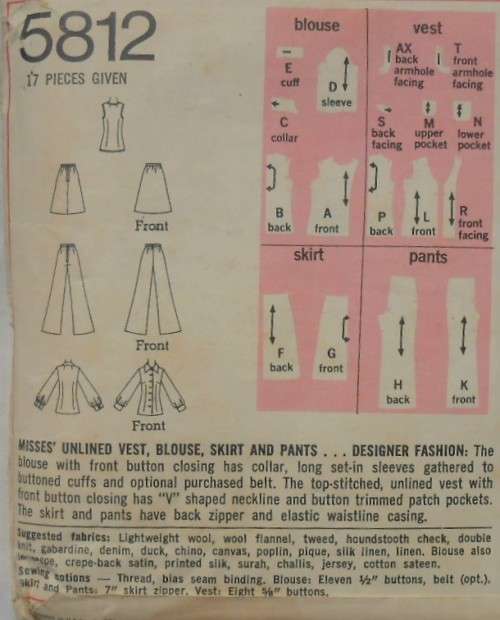 5812
17 PIECES GIVEN
Front
Front
Front
blouse
E
cuff
D
sleeve
C
collar
B
back
A
front
vest
AX
back
armhole
facing
T
front
armhole
facing
S
back
facing
M
upper
pocket
N
lower
pocket
P
back
L
front
R
front
facing
skirt
F
back
G
front
pants
H
back
K
front
MISSES' UNLINED VEST, BLOUSE, SKIRT AND PANTS . . . DESIGNER FASHION: The
blouse with front button closing has collar, long set-in sleeves gathered to
buttoned cuffs and optional purchased belt. The top-stitched, unlined vest with
front button closing has "V" shaped neckline and button trimmed patch pockets.
The skirt and pants have back zipper and elastic waistline casing.
Suggested fabrics: Lightweight wool, wool flannel, tweed, houndstooth check, double
knit, gabardine, denim, duck, chino, canvas, poplin, pique, silk linen, linen. Blouse also
crepe-back satin, printed silk, surah, challis, jersey, cotton sateen.
Sewing notions — Thread, bias seam binding. Blouse: Eleven ½" buttons, belt (opt.).
Skirt and Pants: 7" skirt zipper. Vest: Eight ⅝" buttons.